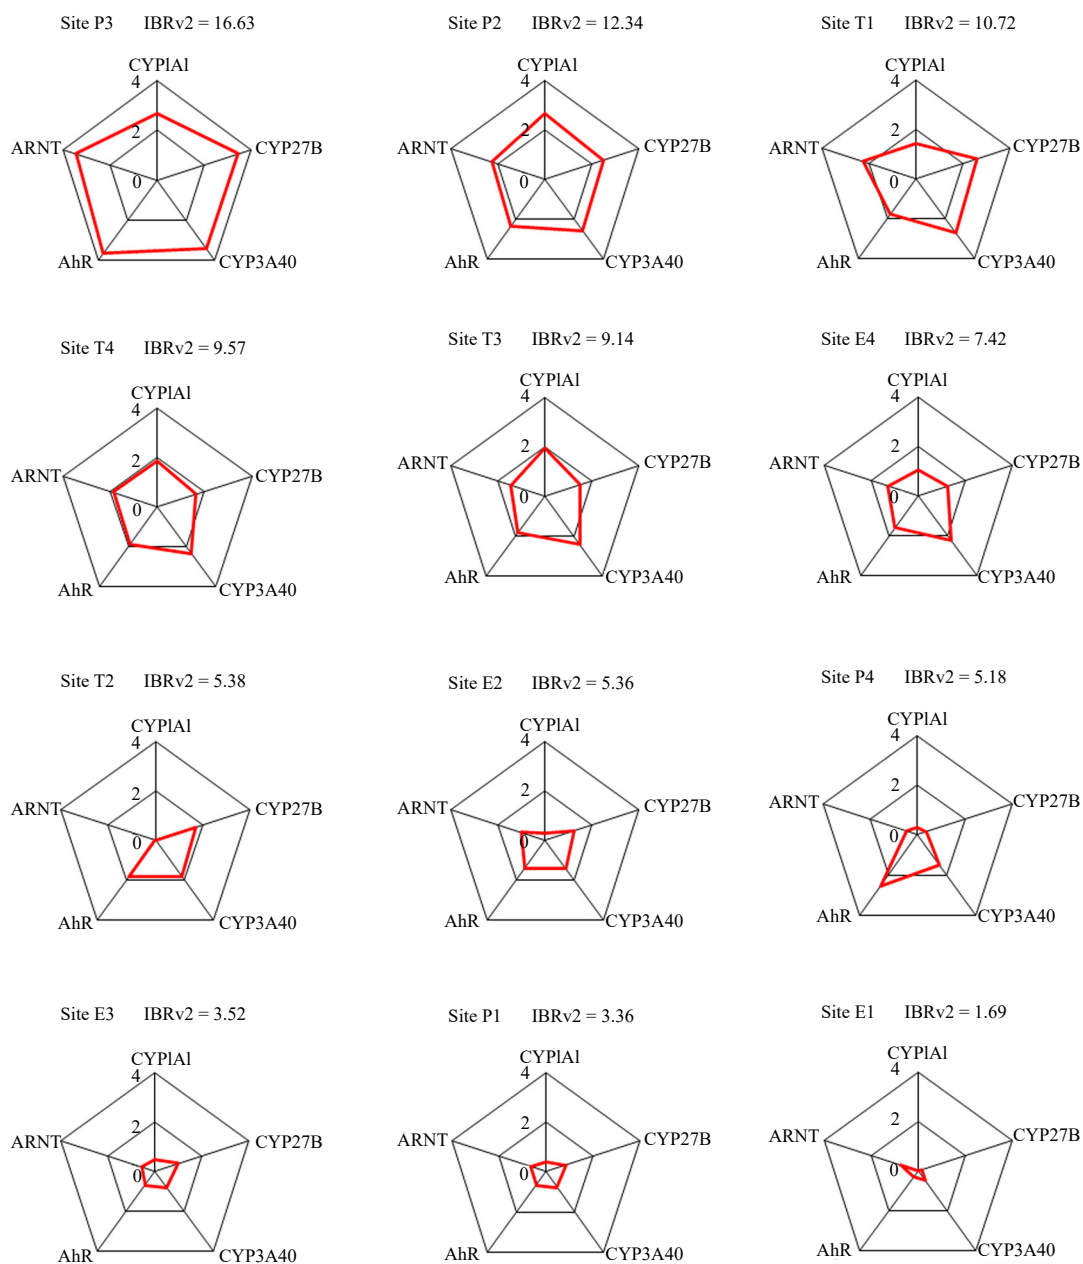 Site P3 IBRv2 = 16.63
CYPlAl
4
2
0
ARNT
CYP27B
AhR
CYP3A40
Site P2 IBRv2 = 12.34
CYPlAl
4
2
0
ARNT
CYP27B
AhR
CYP3A40
Site T1 IBRv2 = 10.72
CYPlAl
4
2
0
ARNT
CYP27B
AhR
CYP3A40
Site T4 IBRv2 = 9.57
CYPlAl
4
2
0
ARNT
CYP27B
AhR
CYP3A40
Site T3 IBRv2 = 9.14
CYPlAl
4
2
0
ARNT
CYP27B
AhR
CYP3A40
Site E4 IBRv2 = 7.42
CYPlAl
4
2
0
ARNT
CYP27B
AhR
CYP3A40
Site T2 IBRv2 = 5.38
CYPlAl
4
2
0
ARNT
CYP27B
AhR
CYP3A40
Site E2 IBRv2 = 5.36
CYPlAl
4
2
0
ARNT
CYP27B
AhR
CYP3A40
Site P4 IBRv2 = 5.18
CYPlAl
4
2
0
ARNT
CYP27B
AhR
CYP3A40
Site E3 IBRv2 = 3.52
CYPlAl
4
2
0
ARNT
CYP27B
AhR
CYP3A40
Site P1 IBRv2 = 3.36
CYPlAl
4
2
0
ARNT
CYP27B
AhR
CYP3A40
Site E1 IBRv2 = 1.69
CYPlAl
4
2
0
ARNT
CYP27B
AhR
CYP3A40